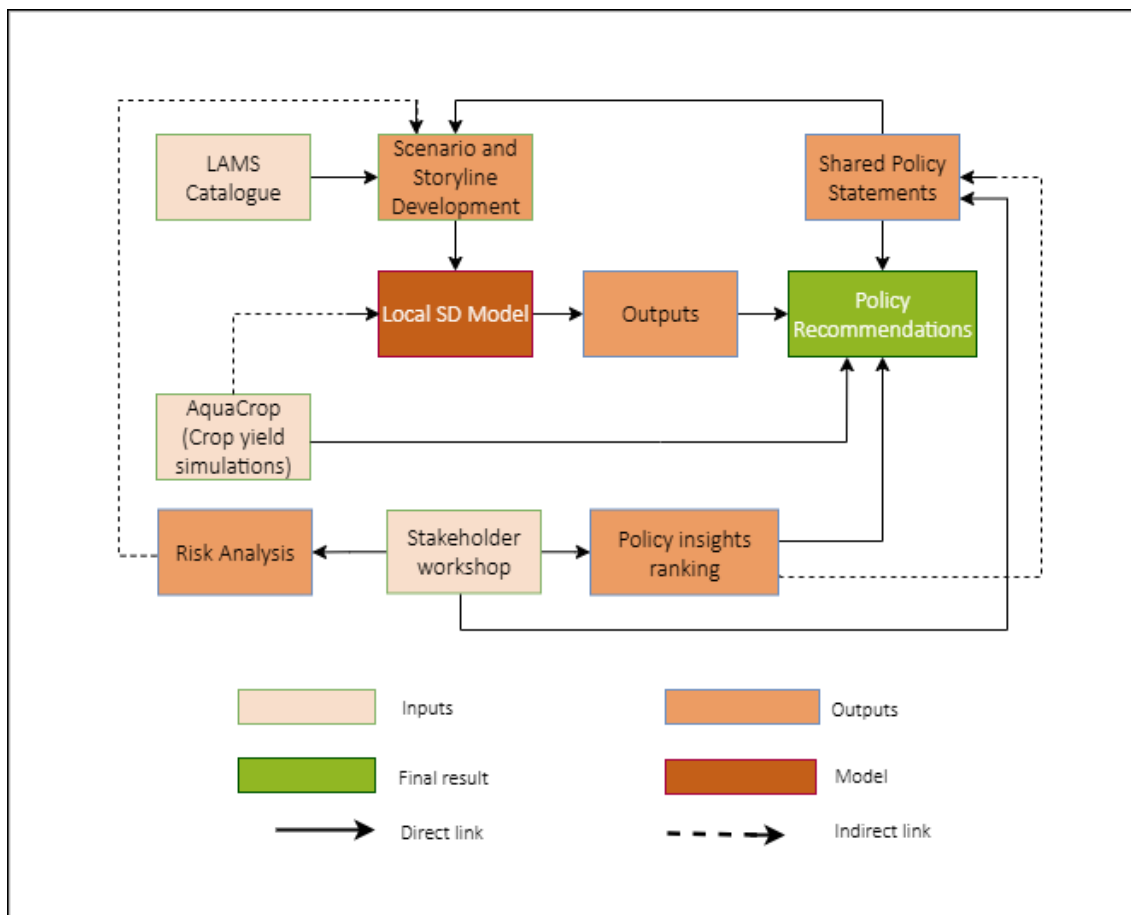 LAMS
Catalogue
Scenario and
Storyline
Development
Shared Policy
Statements
Local SD Model
Outputs
Policy
Recommendations
AquaCrop
(Crop yield
simulations)
Risk Analysis
Stakeholder
workshop
Policy insights
ranking
Inputs
Outputs
Final result
Model
Direct link
Indirect link